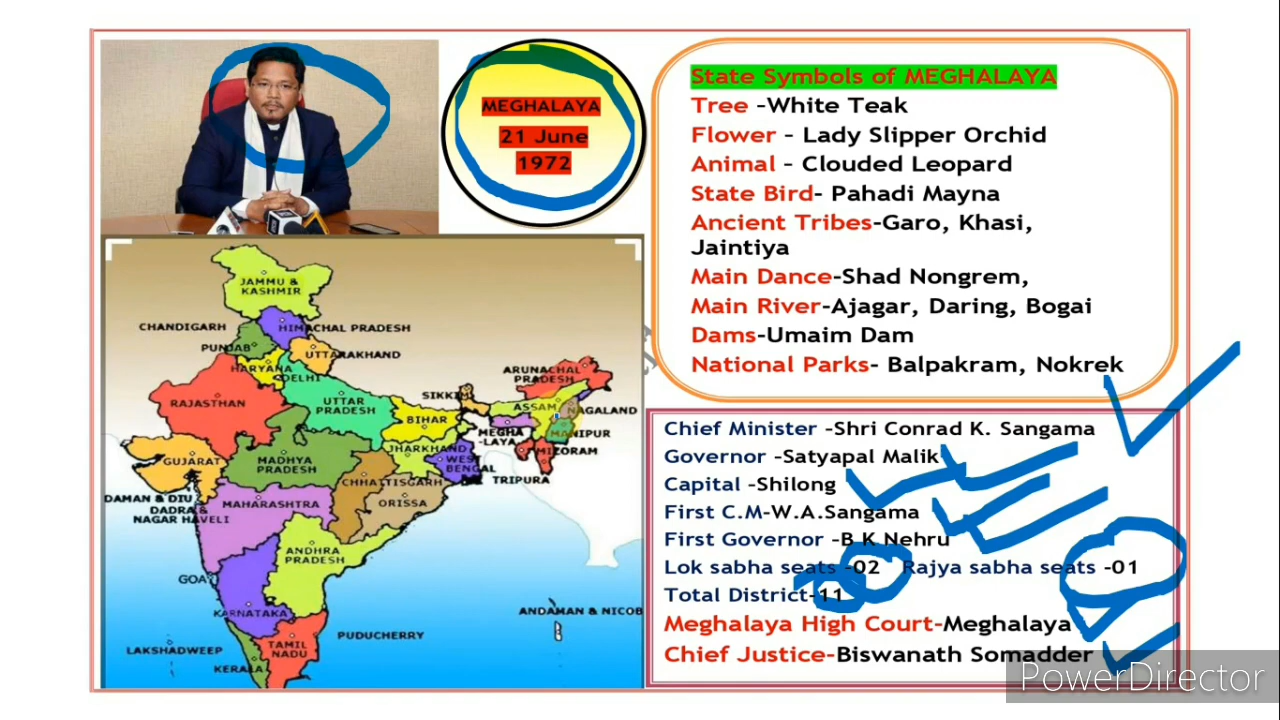 MEGHALAYA
21 June
1972
State Symbols of MEGHALAYA
Tree -White Teak
Flower - Lady Slipper Orchid
Animal - Clouded Leopard
State Bird- Pahadi Mayna
Ancient Tribes-Garo, Khasi,
Jaintiya
Main Dance-Shad Nongrem,
Main River-Ajagar, Daring, Bogai
Dams-Umaim Dam
National Parks- Balpakram, Nokrek
Chief Minister -Shri Conrad K. Sangama
Governor -Satyapal Malik
Capital -Shilong
First C.M-W.A.Sangama
First Governor -B K Nehru
Lok sabha seats -02 Rajya sabha seats -01
Total District-11
Meghalaya High Court-Meghalaya
Chief Justice-Biswanath Somadder
JAMMU &
KASHMIR
CHANDIGARH
HIMACHAL PRADESH
PUNJAB
UTTARAKHAND
HARYANA
DELHI
RAJASTHAN
UTTAR
PRADESH
SIKKIM
ARUNACHAL
PRADESH
ASSAM
NAGALAND
BIHAR
MEGHA
-LAYA
MANIPUR
MIZORAM
TRIPURA
JHARKHAND
WEST
BENGAL
GUJARAT
MADHYA
PRADESH
CHHATTISGARH
ORISSA
DAMAN & DIU
DADRA &
NAGAR HAVELI
MAHARASHTRA
ANDHRA
PRADESH
GOA
KARNATAKA
ANDAMAN & NICOB
PUDUCHERRY
TAMIL
NADU
LAKSHADWEEP
KERALA
PowerDirector